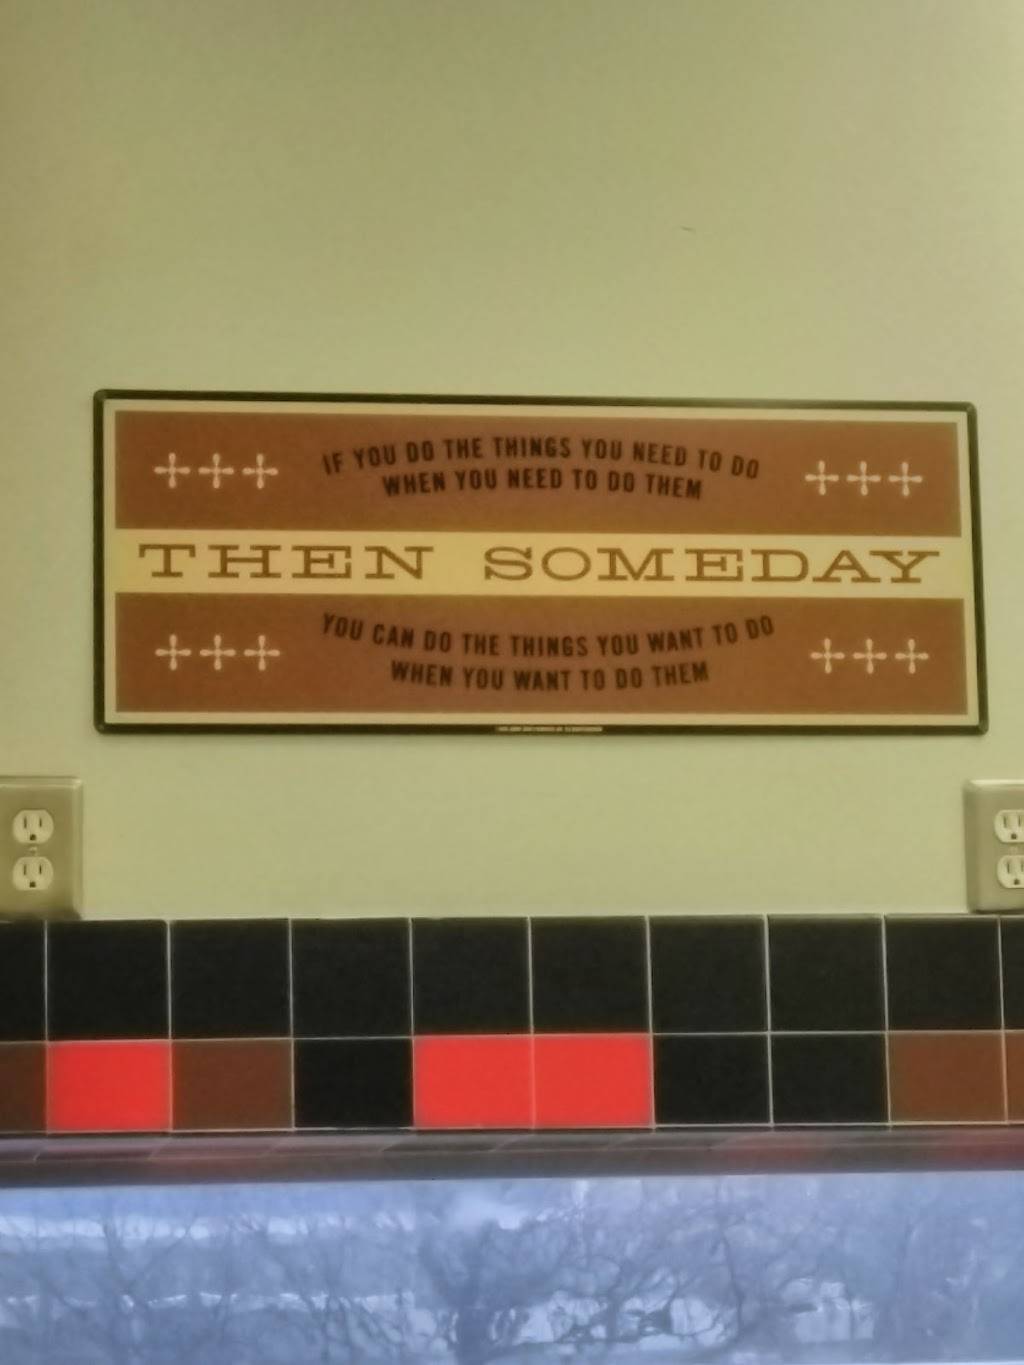 IF YOU DO THE THINGS YOU NEED TO DO
WHEN YOU NEED TO DO THEM
THEN SOMEDAY
YOU CAN DO THE THINGS YOU WANT TO DO
WHEN YOU WANT TO DO THEM